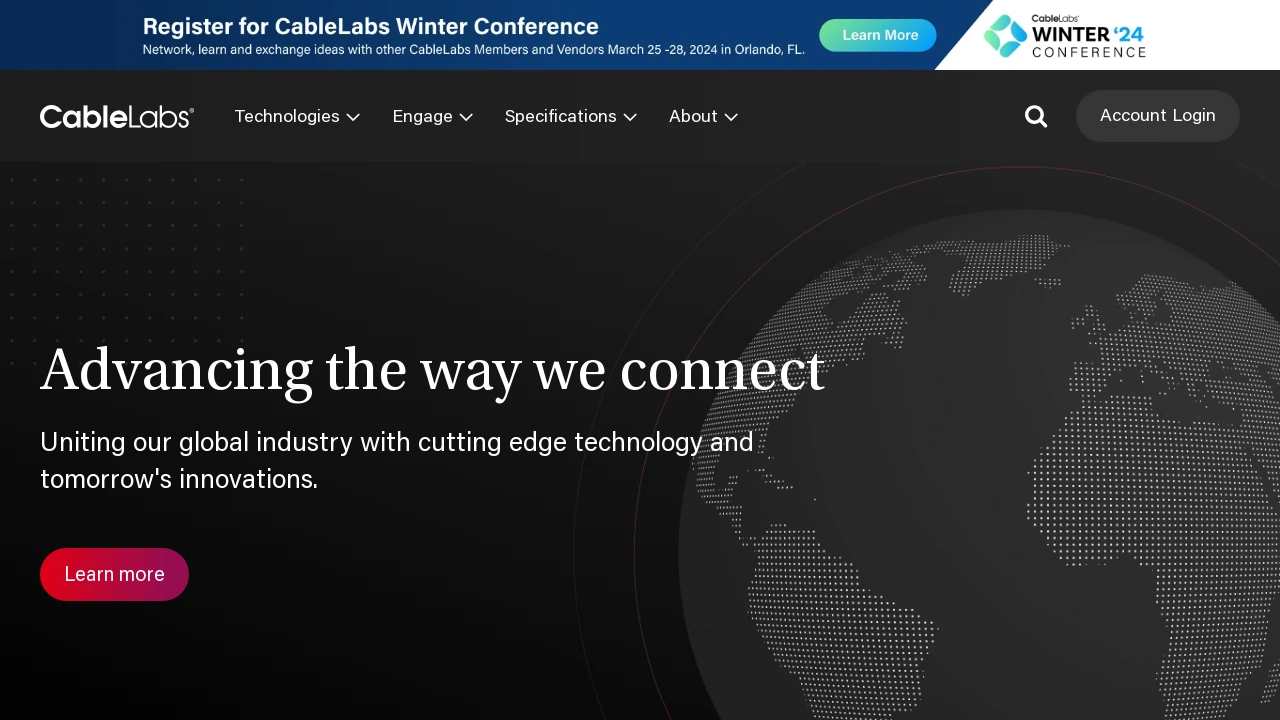 Register for CableLabs Winter Conference
Network, learn and exchange ideas with other CableLabs Members and Vendors March 25 -28, 2024 in Orlando, FL.
Learn More
CableLabs
WINTER ‘24
CONFERENCE
CableLabs®
Technologies
Engage
Specifications
About
Account Login
Advancing the way we connect
Uniting our global industry with cutting edge technology and
tomorrow's innovations.
Learn more